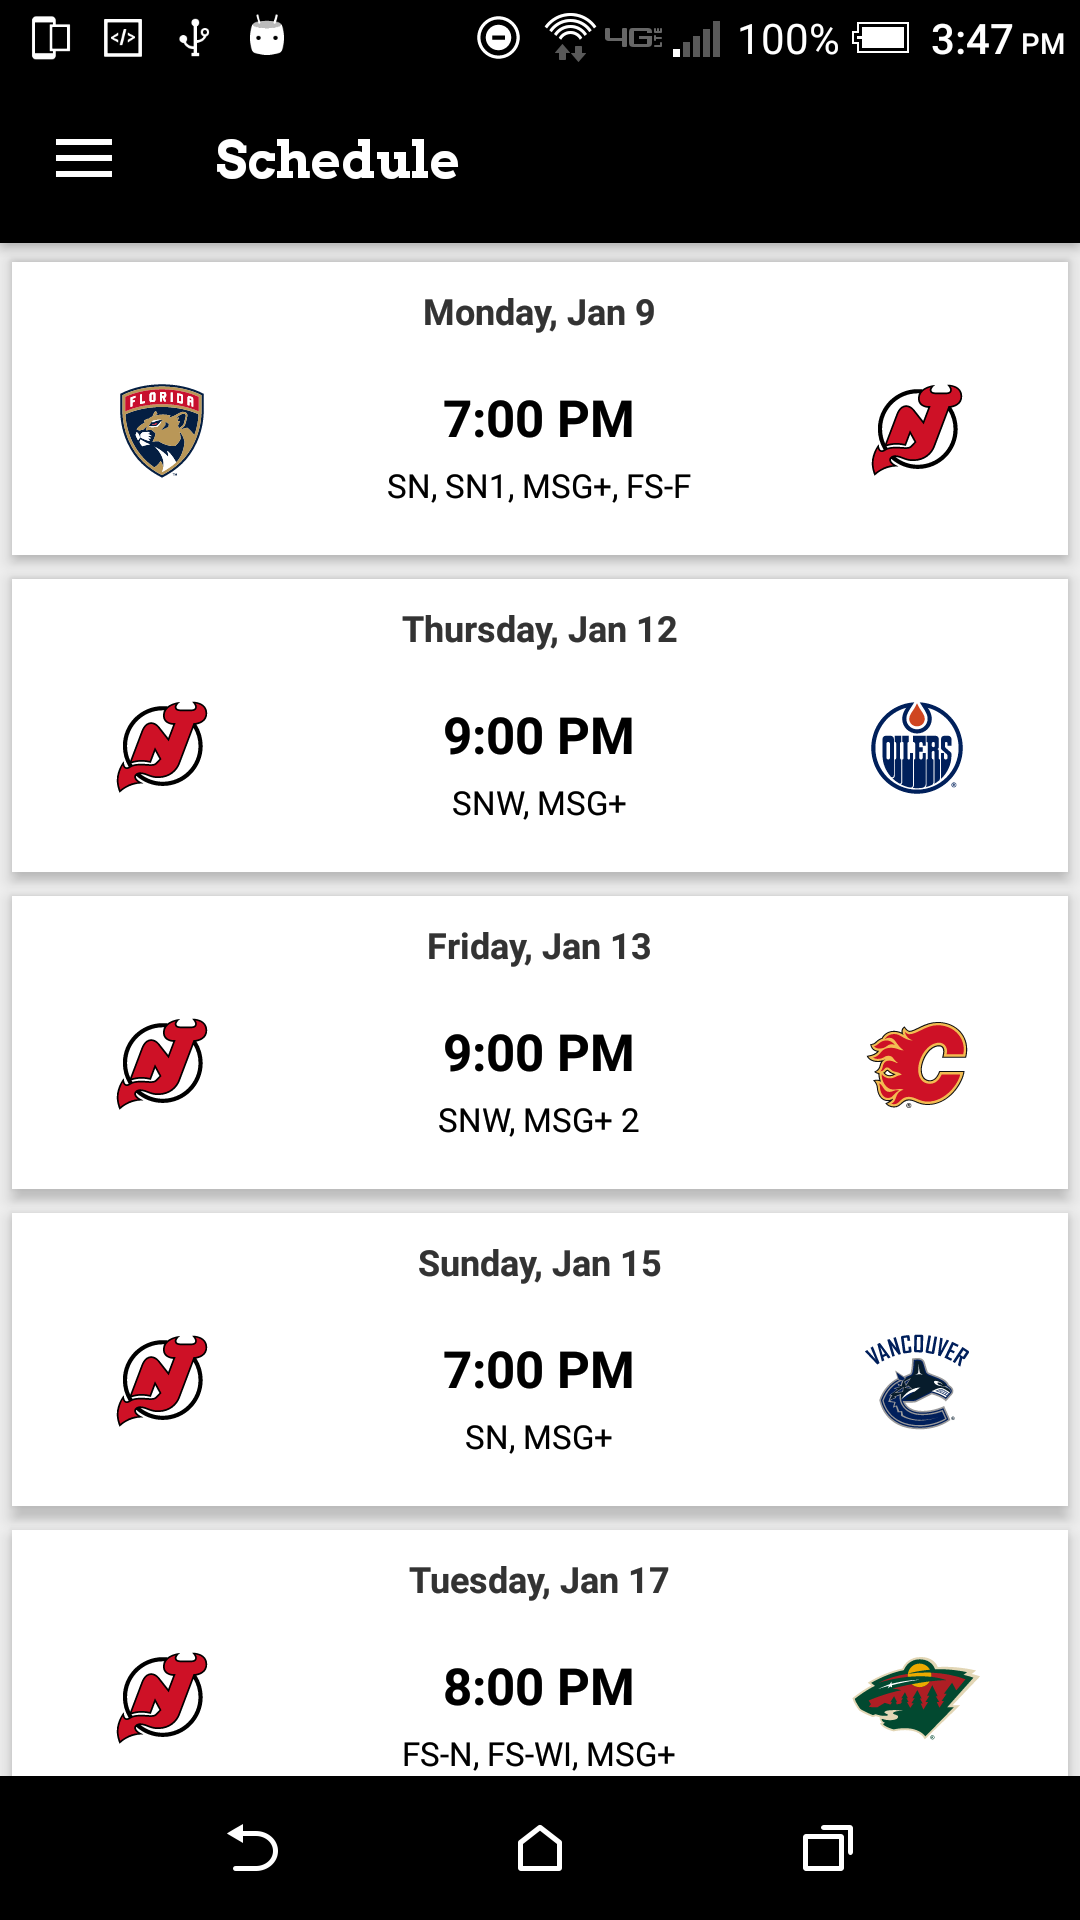 4G LTE 100% 3:47 PM
Schedule
Monday, Jan 9
FLORIDA
7:00 PM
SN, SN1, MSG+, FS-F
Thursday, Jan 12
9:00 PM
OILERS
SNW, MSG+
Friday, Jan 13
9:00 PM
SNW, MSG+ 2
Sunday, Jan 15
VANCOUVER
7:00 PM
SN, MSG+
Tuesday, Jan 17
8:00 PM
FS-N, FS-WI, MSG+